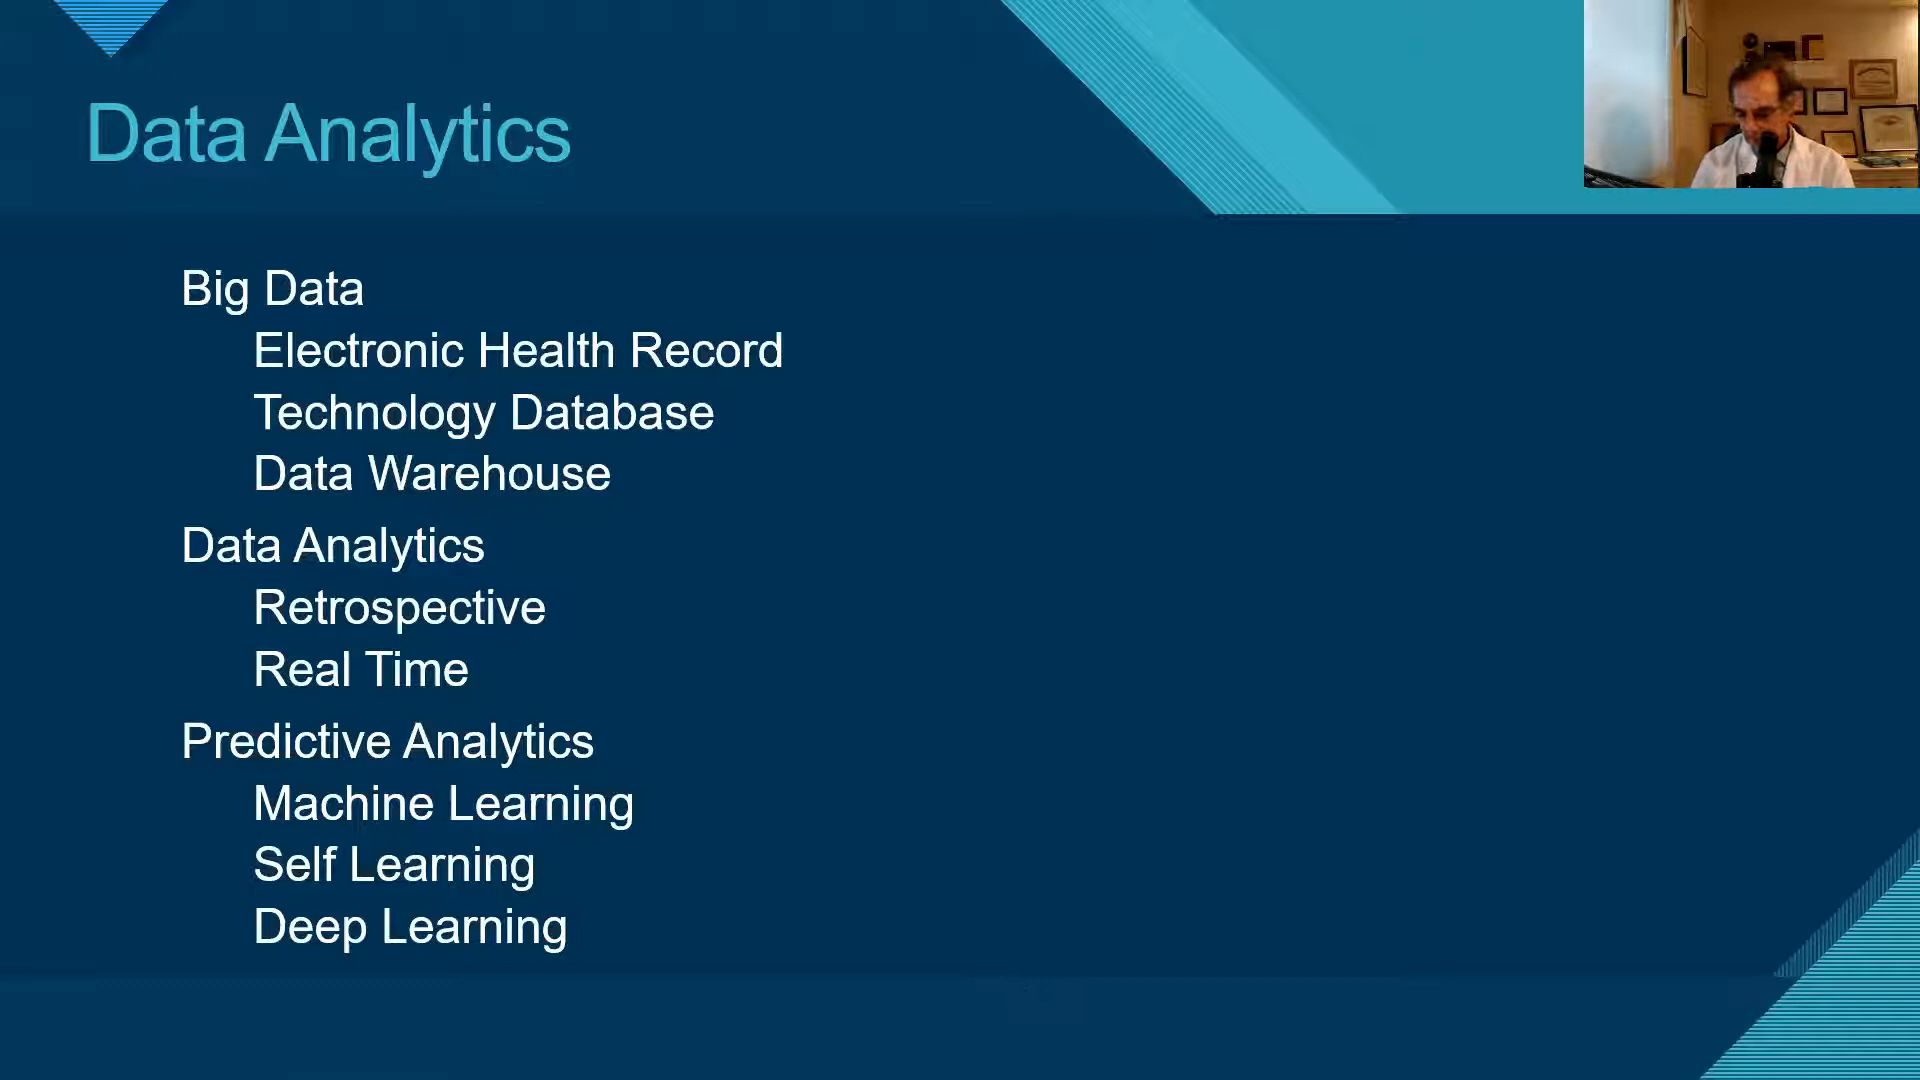 Data Analytics
Big Data
Electronic Health Record
Technology Database
Data Warehouse
Data Analytics
Retrospective
Real Time
Predictive Analytics
Machine Learning
Self Learning
Deep Learning